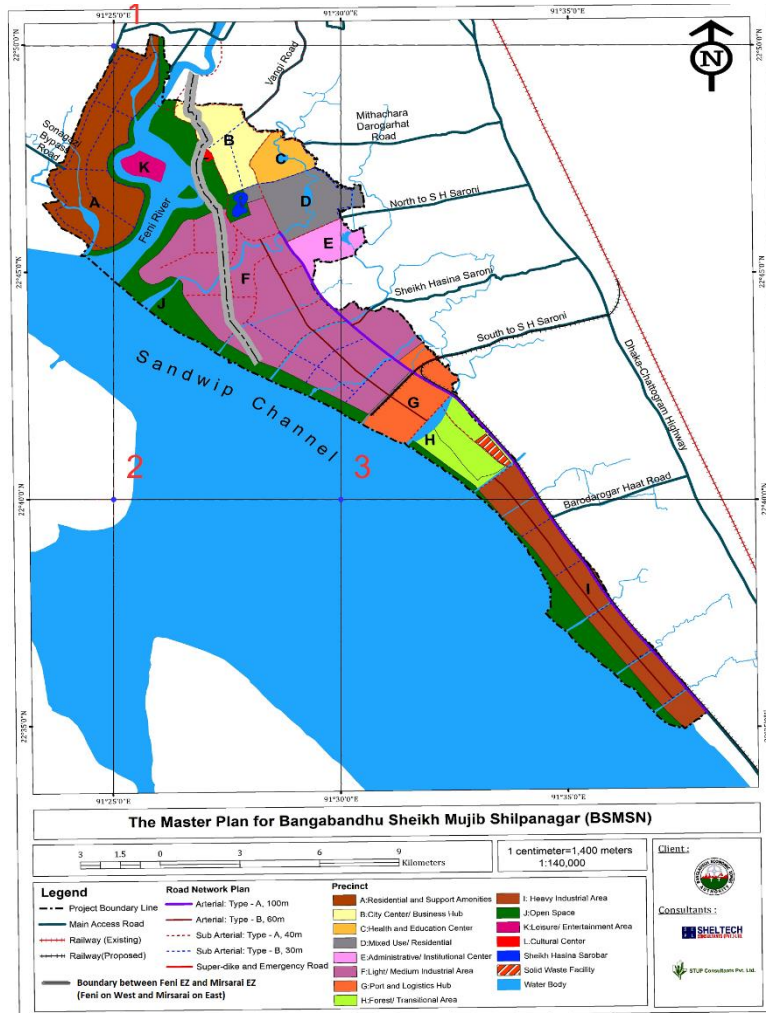 1
91°25'0"E
91°30'0"E
91°35'0"E
22°50'0"N
22°50'0"N
N
Vangi Road
Mithachara
Darogarhat
Road
Sonagazi
Bypass
Road
B
C
K
A
D
North to S H Saroni
Feni River
E
22°45'0"N
22°45'0"N
F
Sheikh Hasina Saroni
J
South to S H Saroni
Sandwip Channel
Dhaka-Chattogram Highway
G
H
2
3
22°40'0"N
22°40'0"N
Barodarogar Haat Road
I
22°35'0"N
22°35'0"N
91°25'0"E
91°30'0"E
91°35'0"E
The Master Plan for Bangabandhu Sheikh Mujib Shilpanagar (BSMSN)
3 1.5 0 3 6 9
Kilometers
1 centimeter=1,400 meters
1:140,000
Client :
Consultants :
SHELTECH
STUP Consultants Pvt. Ltd.
Legend
Project Boundary Line
Main Access Road
Railway (Existing)
Railway(Proposed)
Boundary between Feni EZ and Mirsarai EZ
(Feni on West and Mirsarai on East)
Road Network Plan
Arterial: Type - A, 100m
Arterial: Type - B, 60m
Sub Arterial: Type - A, 40m
Sub Arterial: Type - B, 30m
Super-dike and Emergency Road
Precinct
A:Residential and Support Amenities
B:City Center/ Business Hub
C:Health and Education Center
D:Mixed Use/ Residential
E:Administrative/ Institutional Center
F:Light/ Medium Industrial Area
G:Port and Logistics Hub
H:Forest/ Transitional Area
I: Heavy Industrial Area
J:Open Space
K:Leisure/ Entertainment Area
L:Cultural Center
Sheikh Hasina Sarobar
Solid Waste Facility
Water Body